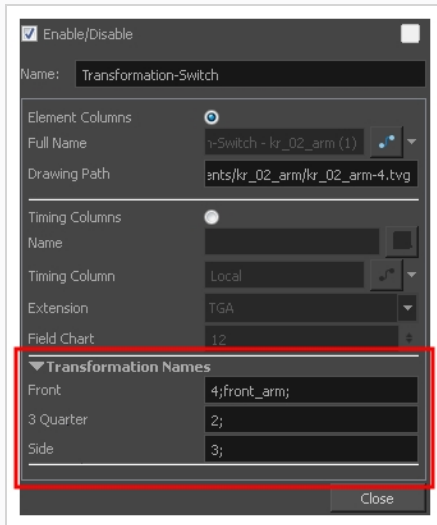 Enable/Disable
Name: Transformation-Switch
Element Columns
Full Name n-Switch - kr_02_arm (1)
Drawing Path ents/kr_02_arm/kr_02_arm-4.tvg
Timing Columns
Name
Timing Column Local
Extension TGA
Field Chart 12
Transformation Names
Front 4;front_arm;
3 Quarter 2;
Side 3;
Close